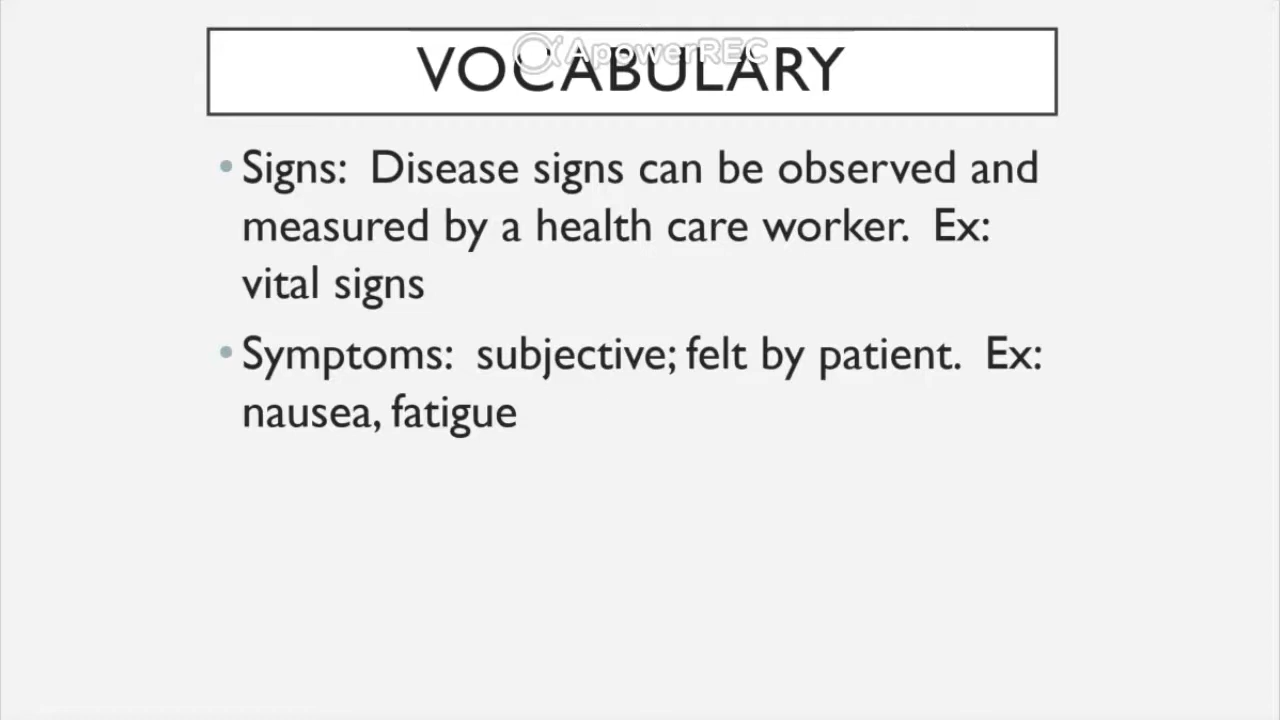 VOCABULARY
ApowerREC
• Signs:  Disease signs can be observed and
measured by a health care worker.  Ex:
vital signs
• Symptoms:  subjective; felt by patient.  Ex:
nausea, fatigue